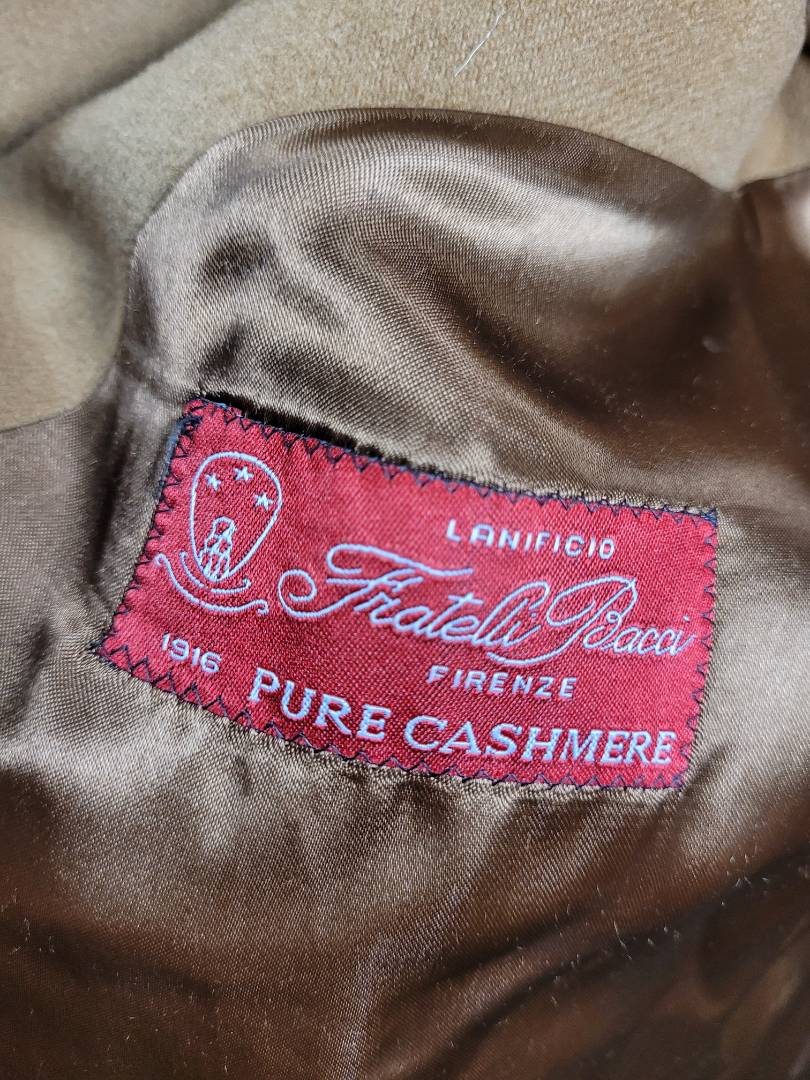 LANIFICIO
Fratelli Bacci
FIRENZE
1916
PURE CASHMERE